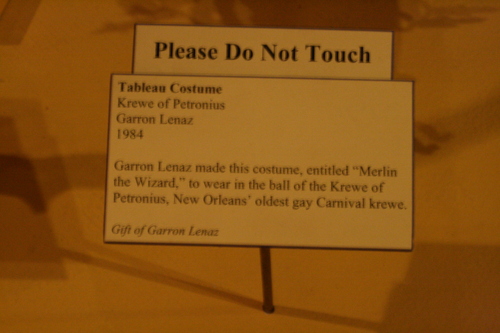 Please Do Not Touch
Tableau Costume
Krewe of Petronius
Garron Lenaz
1984
Garron Lenaz made this costume, entitled “Merlin
the Wizard,” to wear in the ball of the Krewe of
Petronius, New Orleans’ oldest gay Carnival krewe.
Gift of Garron Lenaz